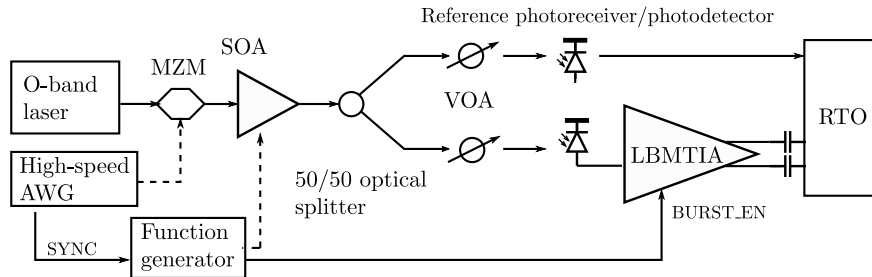 Reference photoreceiver/photodetector
SOA
MZM
O-band
laser
VOA
RTO
LBMTIA
High-speed
AWG
50/50 optical
splitter
BURST_EN
SYNC
Function
generator